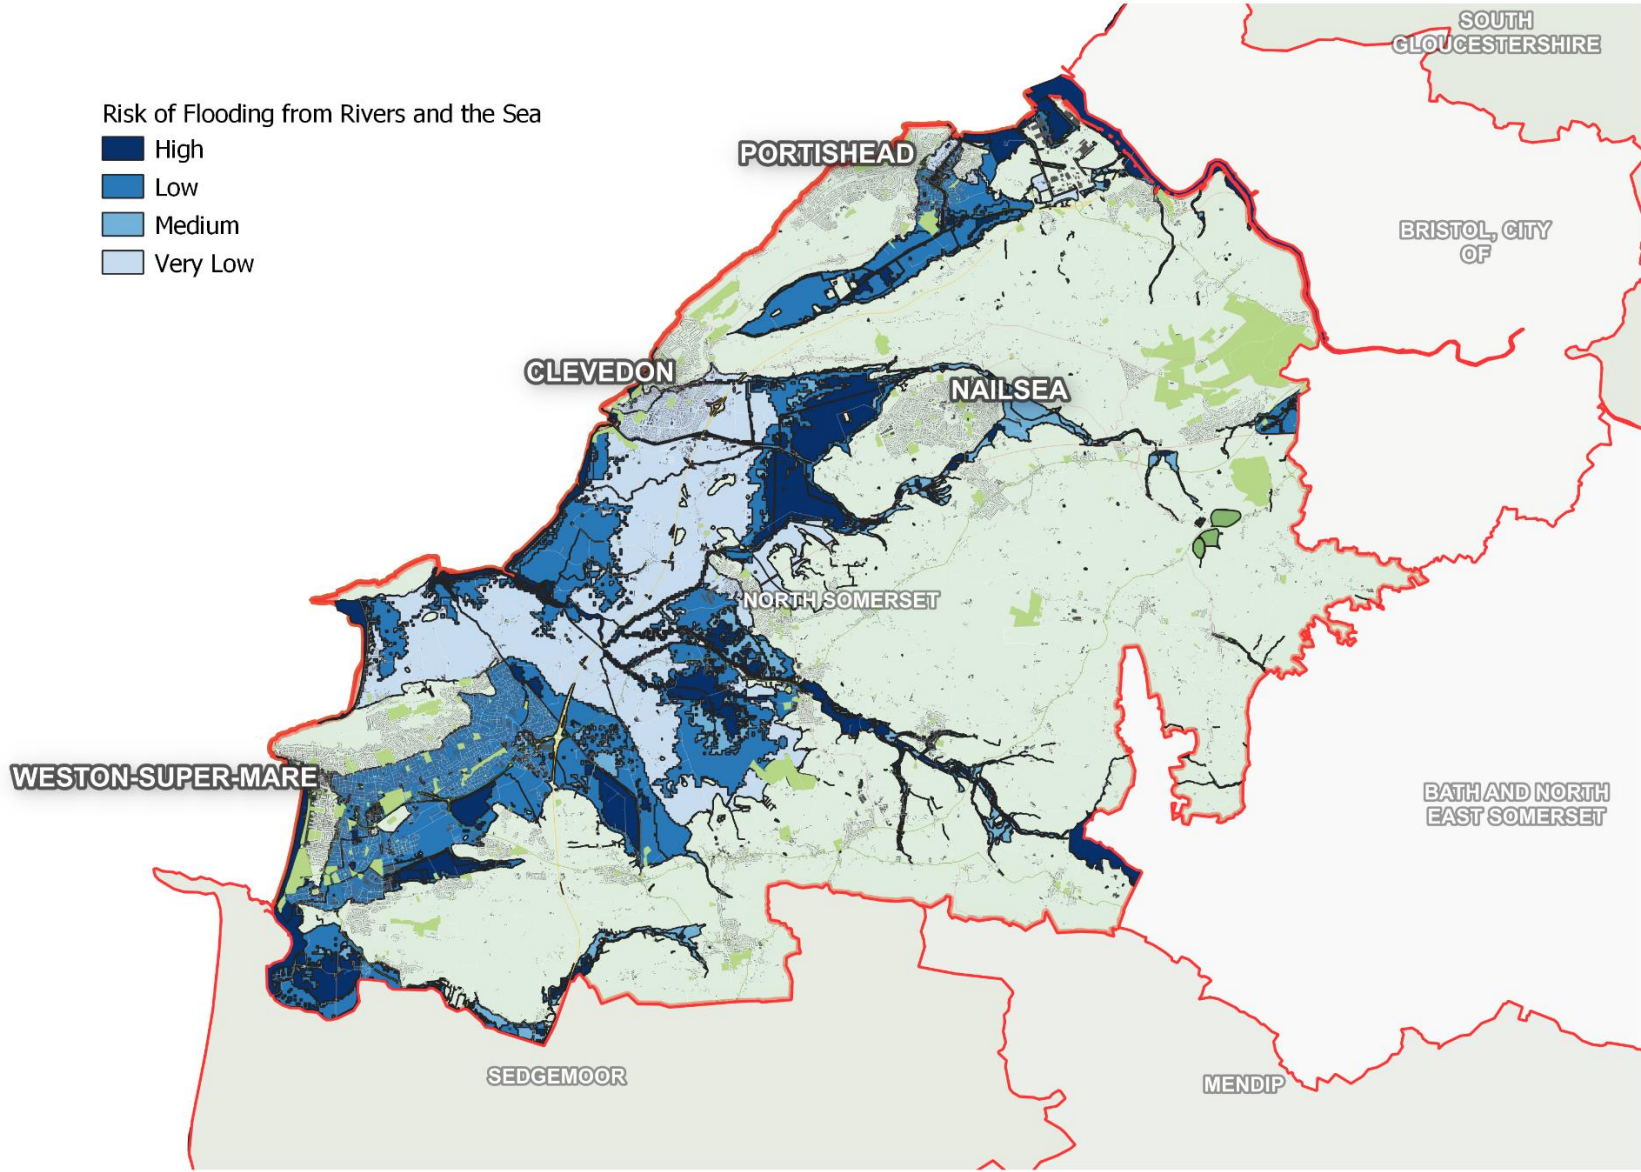 SOUTH
GLOUCESTERSHIRE
Risk of Flooding from Rivers and the Sea
High
Low
Medium
Very Low
PORTISHEAD
BRISTOL, CITY
OF
CLEVEDON
NAILSEA
NORTH SOMERSET
WESTON-SUPER-MARE
BATH AND NORTH
EAST SOMERSET
SEDGEMOOR
MENDIP